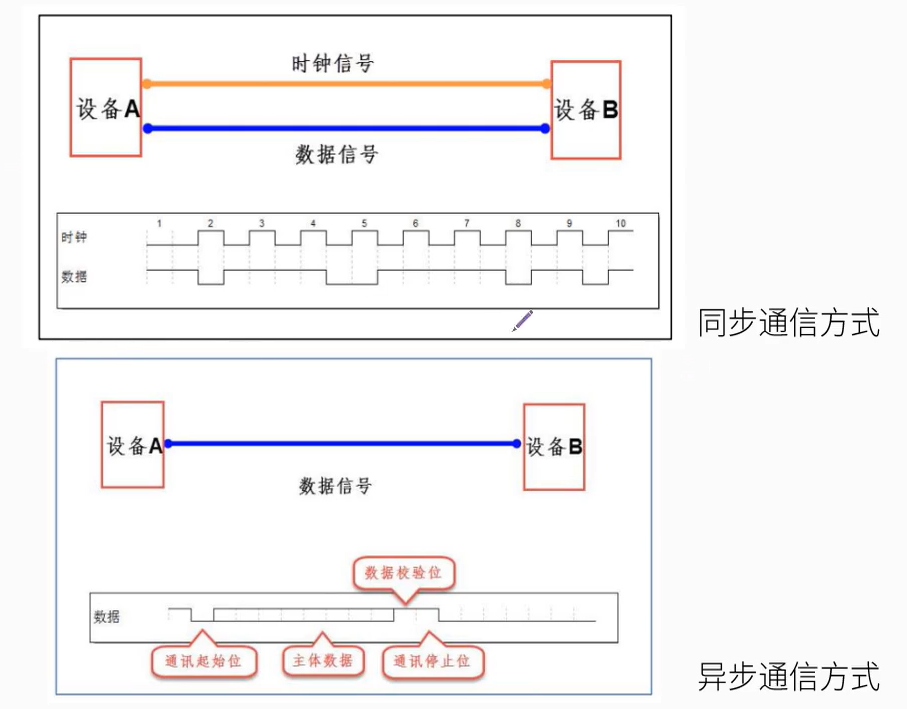 时钟信号
设备A
设备B
数据信号
1 2 3 4 5 6 7 8 9 10
时钟
数据
同步通信方式
设备A
设备B
数据信号
数据校验位
数据
通讯起始位
主体数据
通讯停止位
异步通信方式